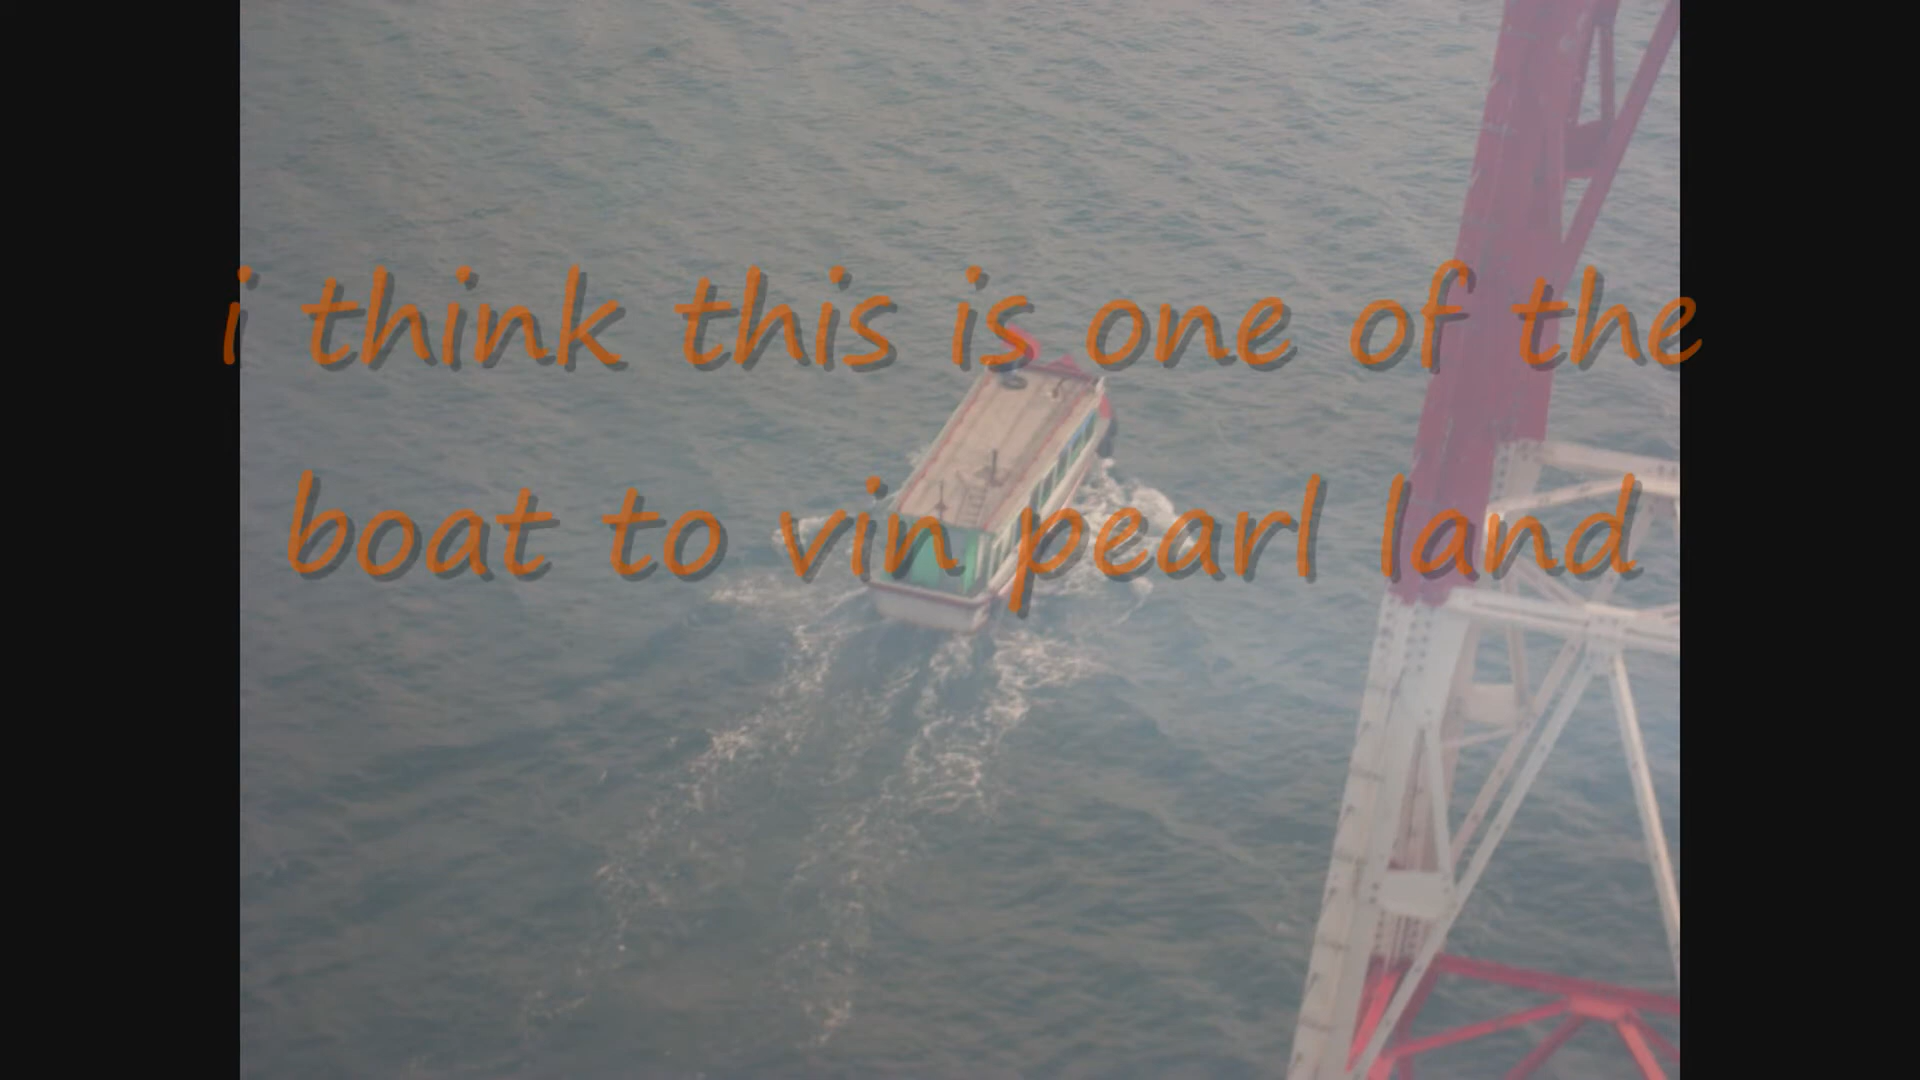 i think this is one of the
boat to vin pearl land